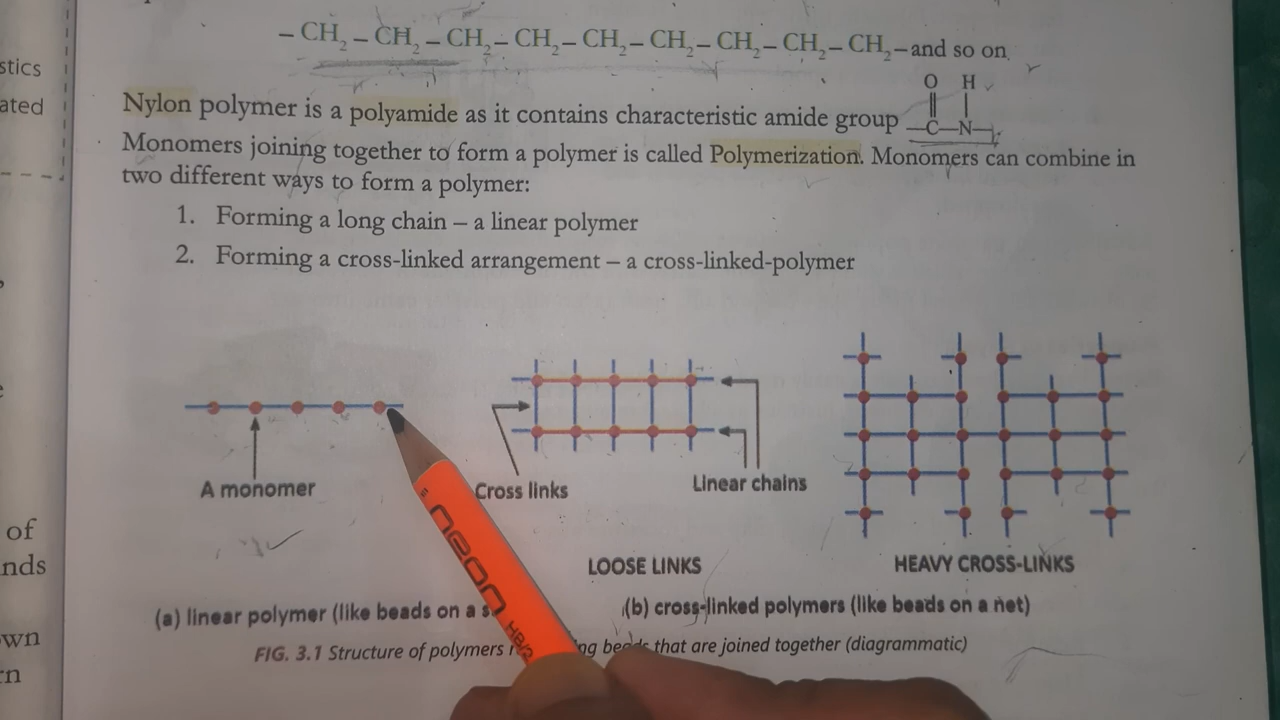 – CH₂ – CH₂ – CH₂ – CH₂ – CH₂ – CH₂ – CH₂ – CH₂ – CH₂ – and so on
stics
ated
O H
Nylon polymer is a polyamide as it contains characteristic amide group –C–N–
Monomers joining together to form a polymer is called Polymerization. Monomers can combine in
two different ways to form a polymer:
1. Forming a long chain – a linear polymer
2. Forming a cross-linked arrangement – a cross-linked-polymer
A monomer
Cross links
Linear chains
of
nds
LOOSE LINKS
HEAVY CROSS-LINKS
(a) linear polymer (like beads on a
(b) cross-linked polymers (like beads on a net)
own
rn
FIG. 3.1 Structure of polymers that are joined together (diagrammatic)
neon HB/2